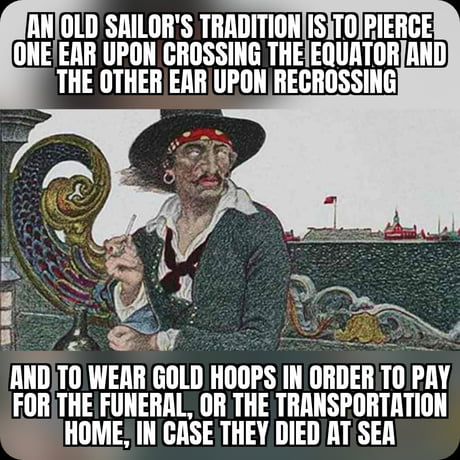 AN OLD SAILOR'S TRADITION IS TO PIERCE
ONE EAR UPON CROSSING THE EQUATOR AND
THE OTHER EAR UPON RECROSSING
AND TO WEAR GOLD HOOPS IN ORDER TO PAY
FOR THE FUNERAL, OR THE TRANSPORTATION
HOME, IN CASE THEY DIED AT SEA